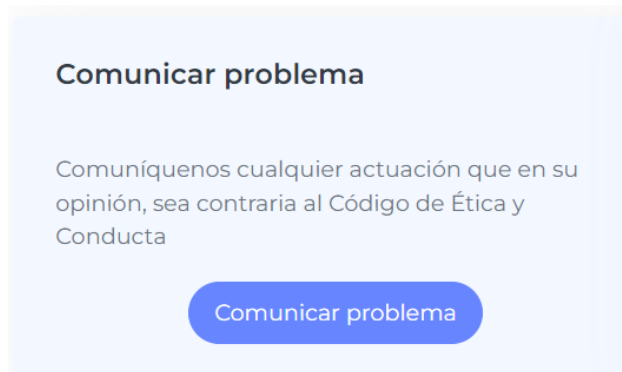 Comunicar problema
Comuníquenos cualquier actuación que en su
opinión, sea contraria al Código de Ética y
Conducta
Comunicar problema